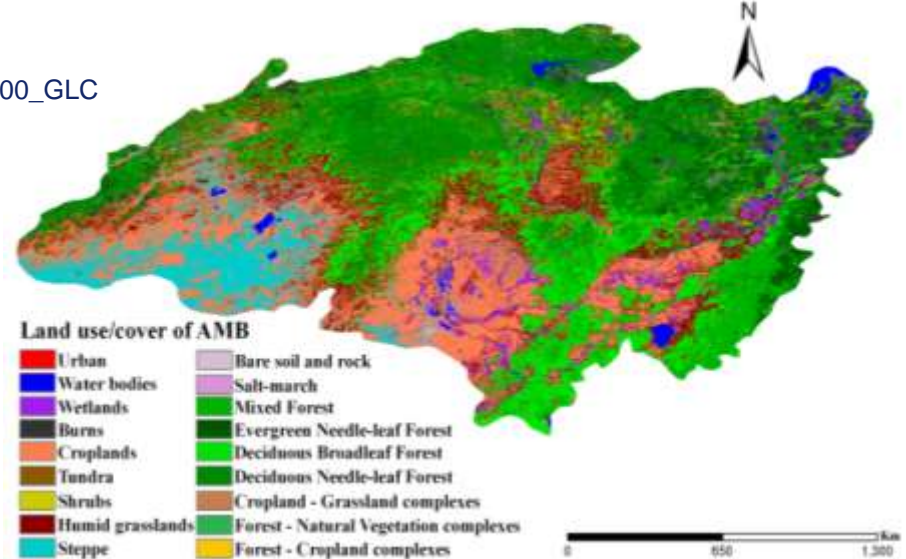 N
00_GLC
Land use/cover of AMB
Urban
Water bodies
Wetlands
Burns
Croplands
Tundra
Shrubs
Humid grasslands
Steppe
Bare soil and rock
Salt-march
Mixed Forest
Evergreen Needle-leaf Forest
Deciduous Broadleaf Forest
Deciduous Needle-leaf Forest
Cropland - Grassland complexes
Forest - Natural Vegetation complexes
Forest - Cropland complexes
Km
0 650 1,300